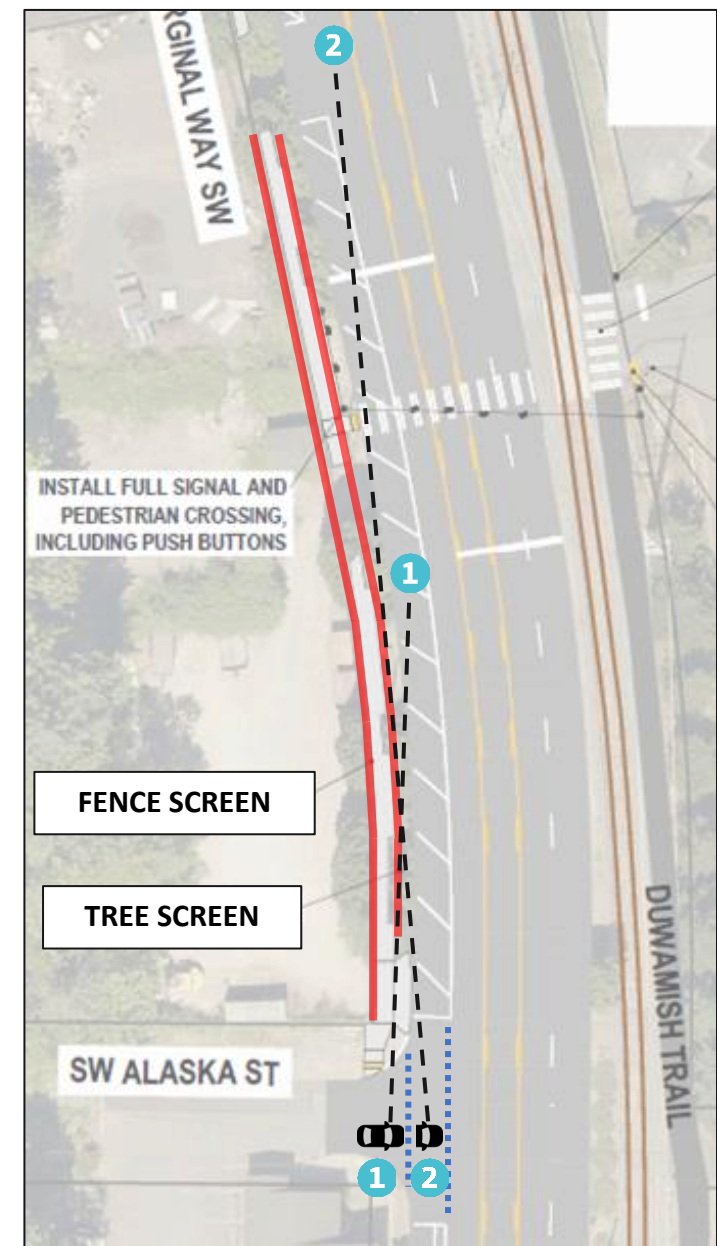 2
RGINAL WAY SW
INSTALL FULL SIGNAL AND
PEDESTRIAN CROSSING,
INCLUDING PUSH BUTTONS
1
FENCE SCREEN
TREE SCREEN
DUWAMISH TRAIL
SW ALASKA ST
1 2